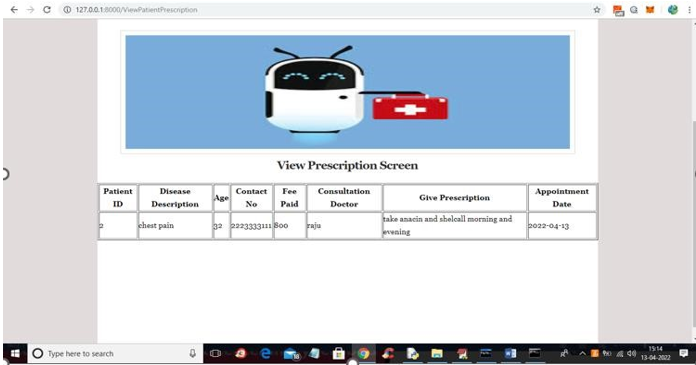 127.0.0.1:8000/ViewPatientPrescription
View Prescription Screen
Patient ID
Disease Description
Age
Contact No
Fee Paid
Consultation Doctor
Give Prescription
Appointment Date
2
chest pain
32
2223333111
800
raju
take anacin and shelcall morning and
evening
2022-04-13
Type here to search
15:14
13-04-2022